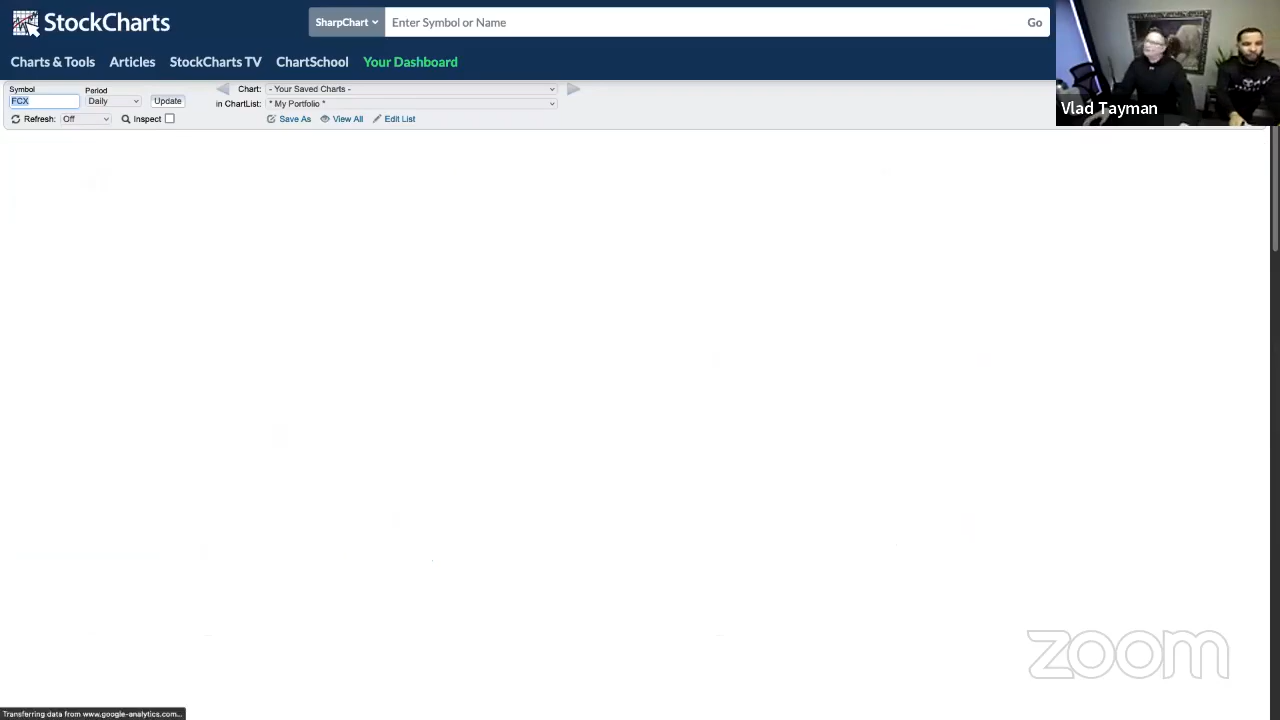 StockCharts
SharpChart
Enter Symbol or Name
Go
Charts & Tools
Articles
StockCharts TV
ChartSchool
Your Dashboard
Symbol
Period
FCX
Daily
Update
Chart:
- Your Saved Charts -
in ChartList:
* My Portfolio *
Refresh:
Off
Inspect
Save As
View All
Edit List
Vlad Tayman
zoom
Transferring data from www.google-analytics.com...